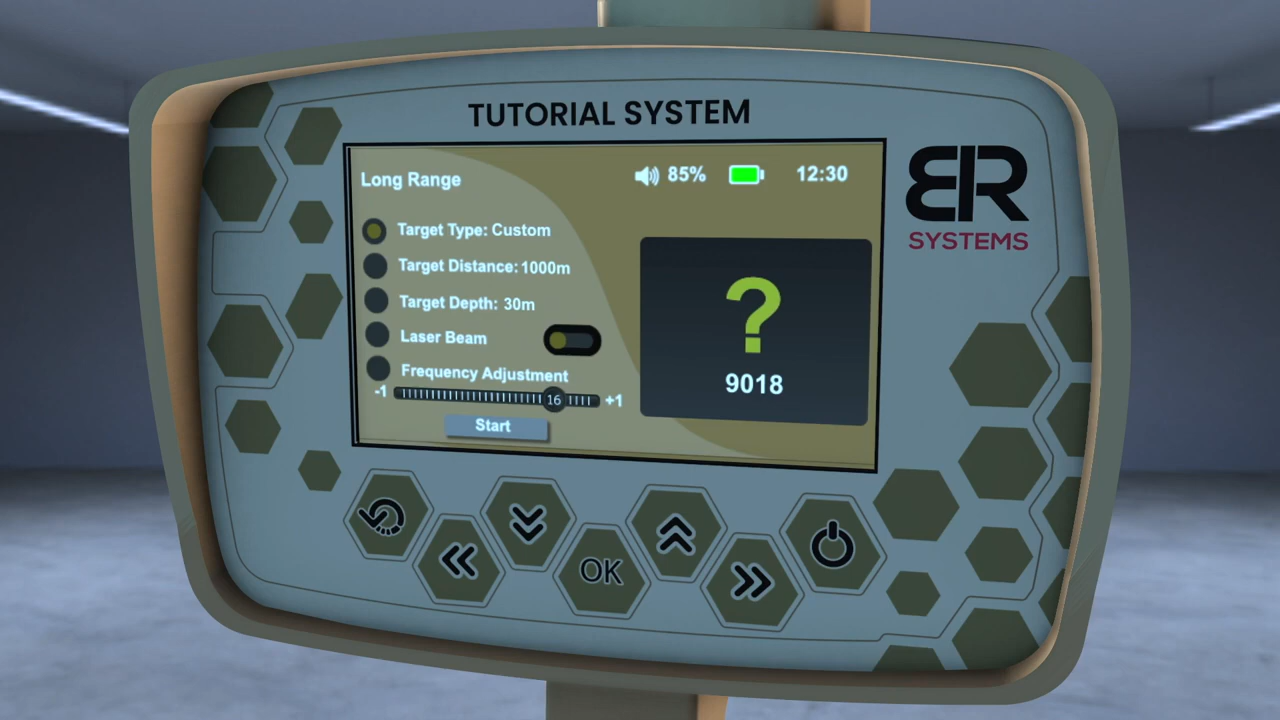 TUTORIAL SYSTEM
Long Range
85%
12:30
Target Type: Custom
Target Distance: 1000m
Target Depth: 30m
Laser Beam
Frequency Adjustment
-1
16
+1
Start
?
9018
BR
SYSTEMS
OK